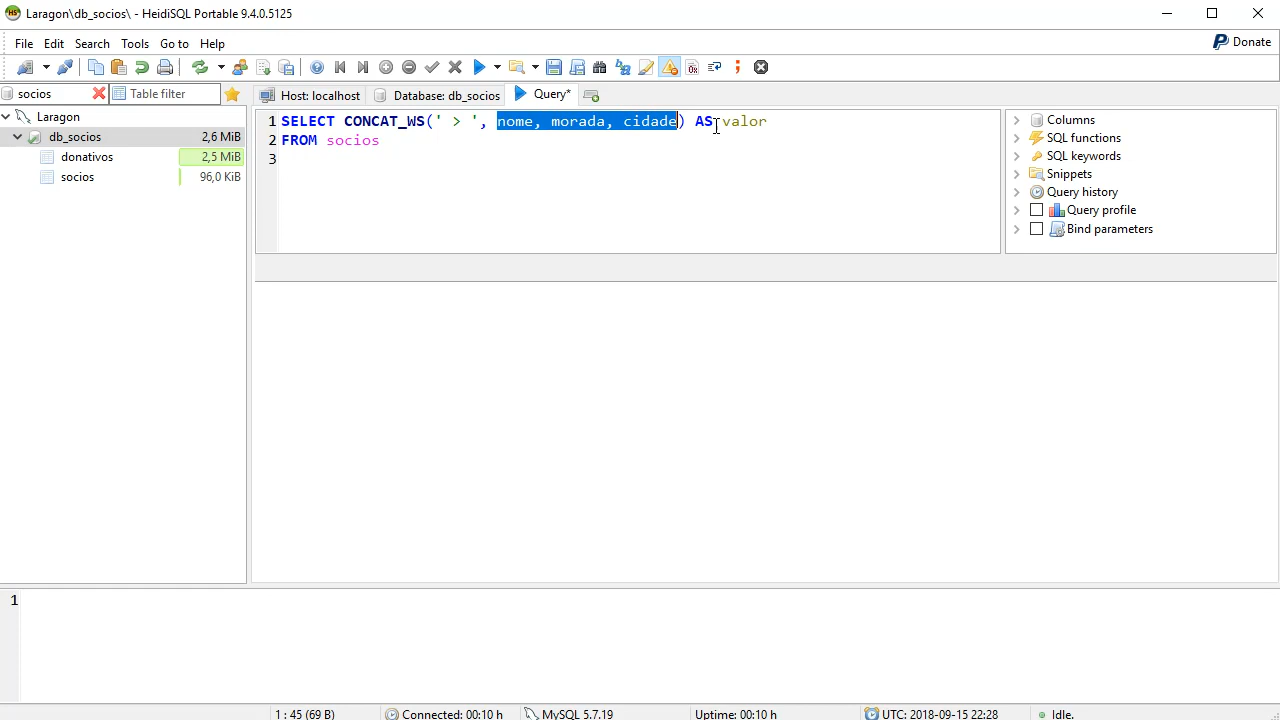 Laragon\db_socios\ - HeidiSQL Portable 9.4.0.5125
File Edit Search Tools Go to Help
Donate
socios Table filter Host: localhost Database: db_socios Query*
Laragon
db_socios 2,6 MiB
donativos 2,5 MiB
socios 96,0 KiB
1 SELECT CONCAT_WS(' > ', nome, morada, cidade) AS valor
2 FROM socios
3
Columns
SQL functions
SQL keywords
Snippets
Query history
Query profile
Bind parameters
1
1 : 45 (69 B) Connected: 00:10 h MySQL 5.7.19 Uptime: 00:10 h UTC: 2018-09-15 22:28 Idle.